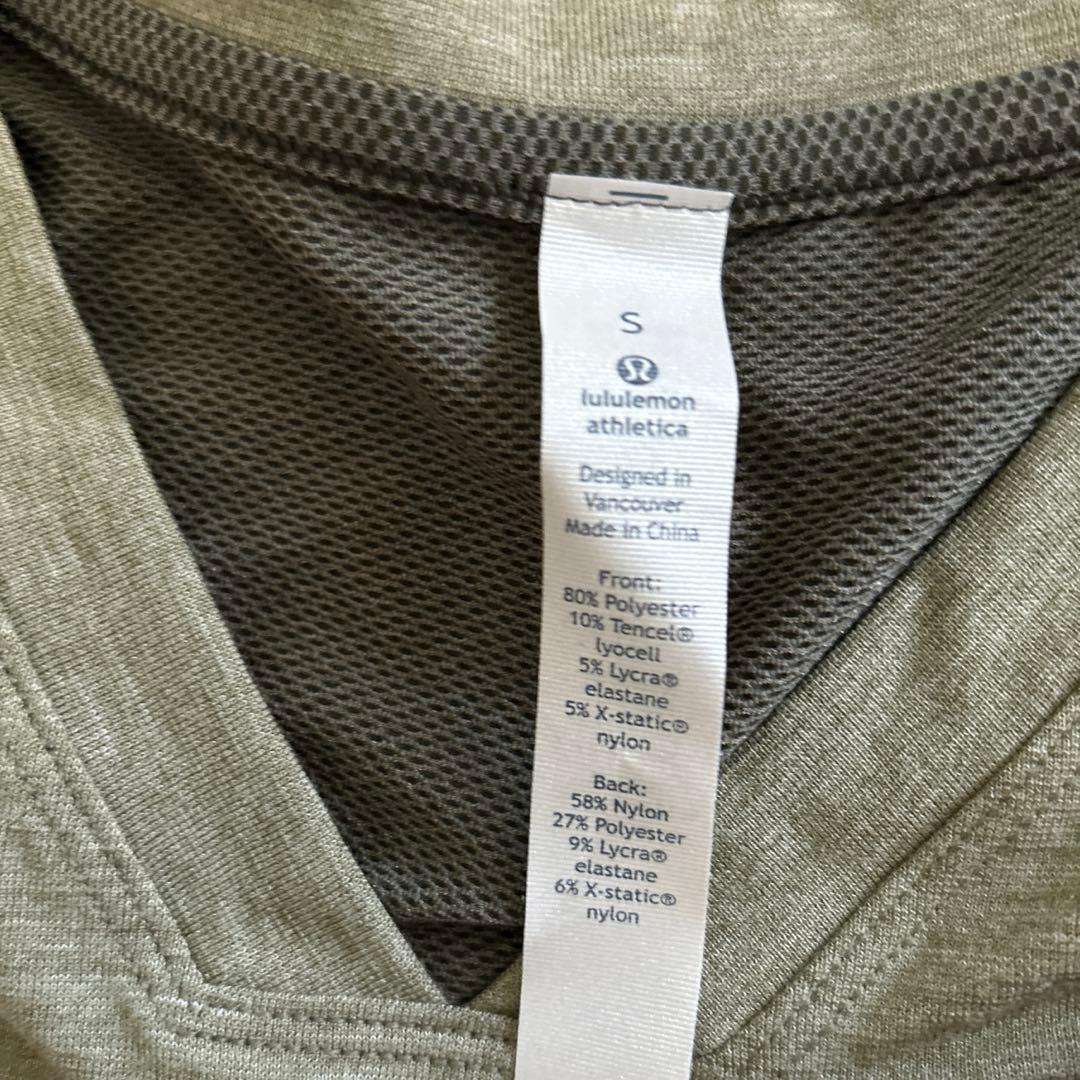 S
lululemon
athletica
Designed in
Vancouver
Made in China
Front:
80% Polyester
10% Tencel®
lyocell
5% Lycra®
elastane
5% X-static®
nylon
Back:
58% Nylon
27% Polyester
9% Lycra®
elastane
6% X-static®
nylon